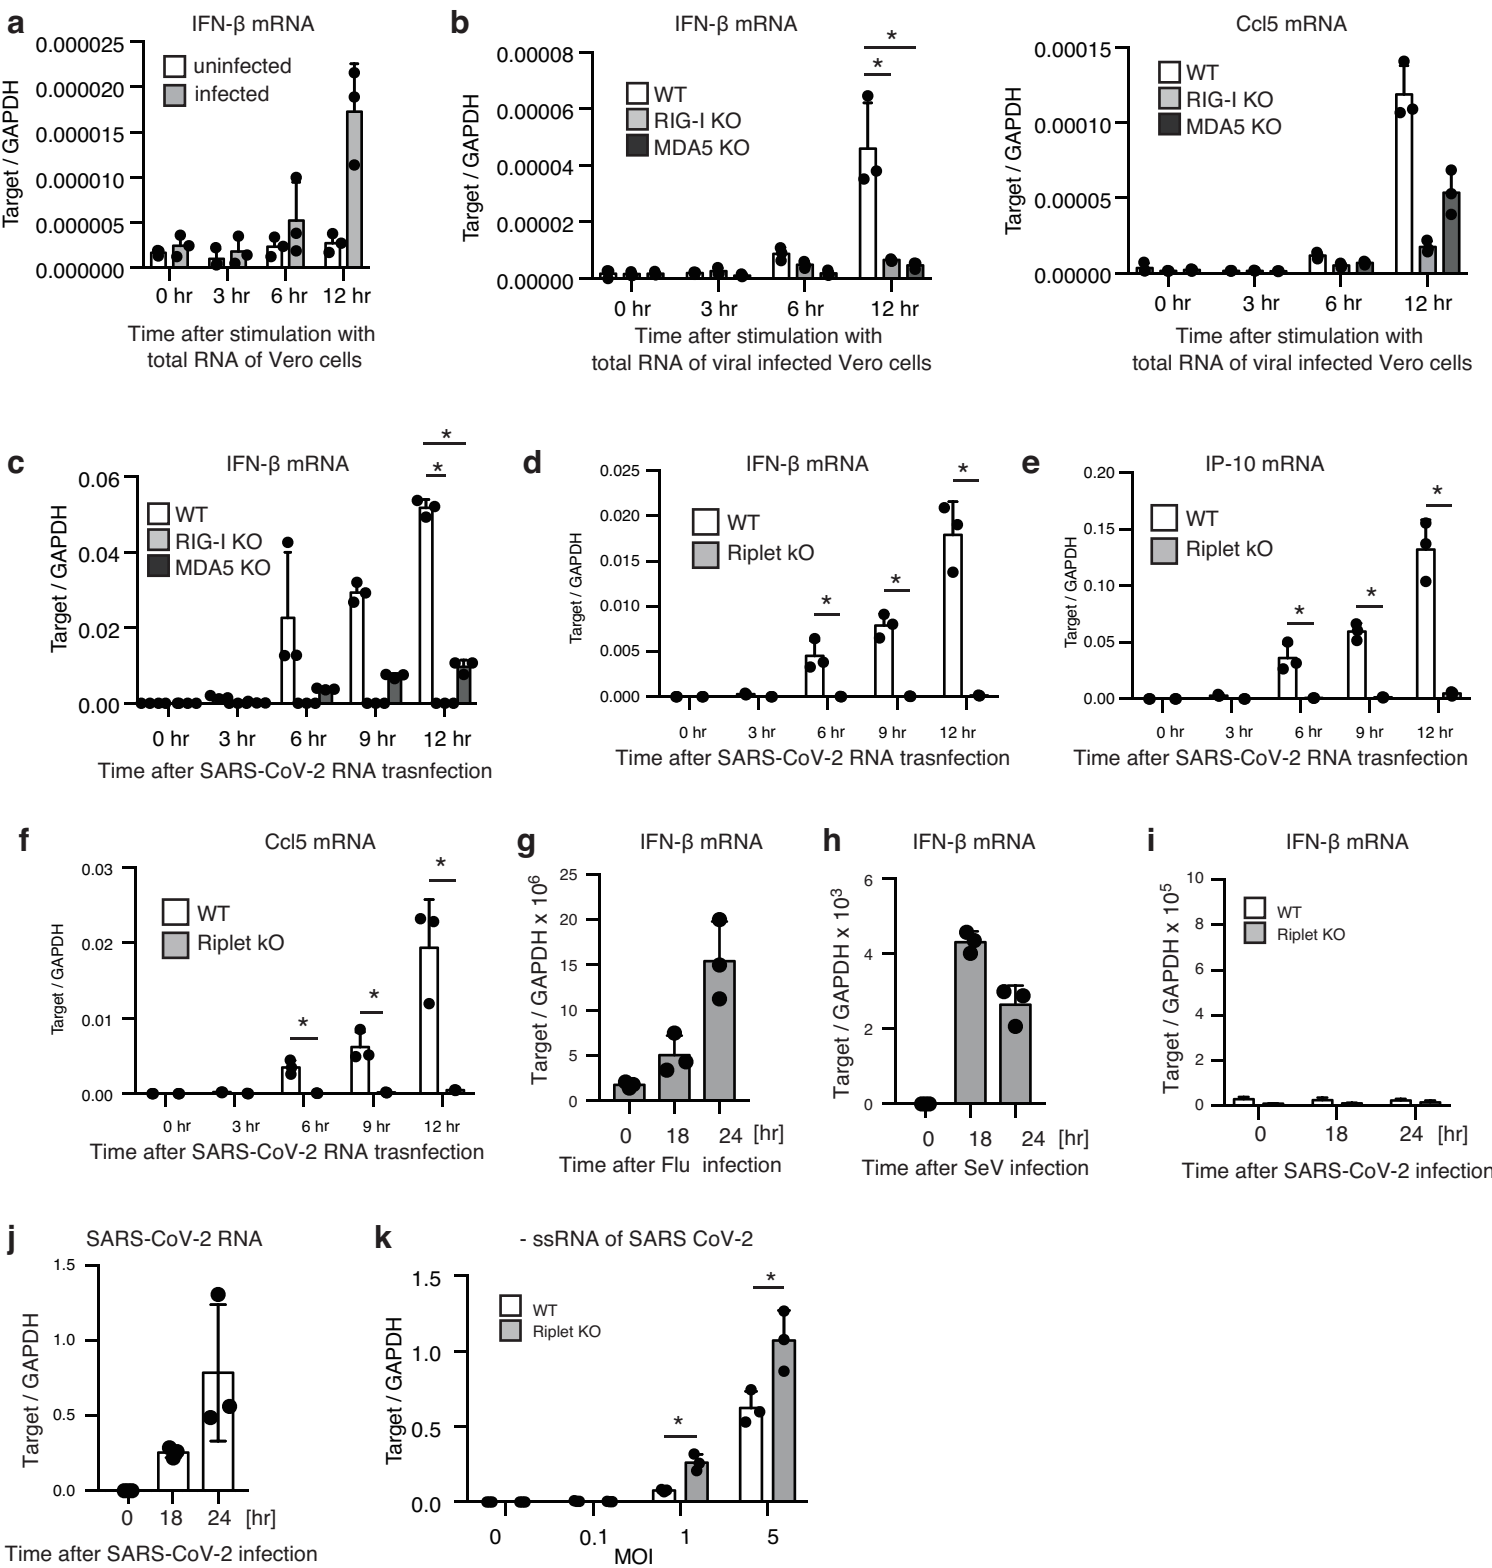 a
IFN-β mRNA
Target / GAPDH
0.000025
0.000020
0.000015
0.000010
0.000005
0.000000
uninfected
infected
0 hr 3 hr 6 hr 12 hr
Time after stimulation with
total RNA of Vero cells
b
IFN-β mRNA
Target / GAPDH
0.00008
0.00006
0.00004
0.00002
0.00000
WT
RIG-I KO
MDA5 KO
*
*
0 hr 3 hr 6 hr 12 hr
Time after stimulation with
total RNA of viral infected Vero cells
Ccl5 mRNA
Target / GAPDH
0.00015
0.00010
0.00005
0.00000
WT
RIG-I KO
MDA5 KO
0 hr 3 hr 6 hr 12 hr
Time after stimulation with
total RNA of viral infected Vero cells
c
IFN-β mRNA
Target / GAPDH
0.06
0.04
0.02
0.00
WT
RIG-I KO
MDA5 KO
*
*
0 hr 3 hr 6 hr 9 hr 12 hr
Time after SARS-CoV-2 RNA trasnfection
d
IFN-β mRNA
Target / GAPDH
0.025
0.020
0.015
0.010
0.005
0.000
WT
Riplet kO
* * *
0 hr 3 hr 6 hr 9 hr 12 hr
Time after SARS-CoV-2 RNA trasnfection
e
IP-10 mRNA
Target / GAPDH
0.20
0.15
0.10
0.05
0.00
WT
Riplet kO
* * *
0 hr 3 hr 6 hr 9 hr 12 hr
Time after SARS-CoV-2 RNA trasnfection
f
Ccl5 mRNA
Target / GAPDH
0.03
0.02
0.01
0.00
WT
Riplet kO
* * *
0 hr 3 hr 6 hr 9 hr 12 hr
Time after SARS-CoV-2 RNA trasnfection
g
IFN-β mRNA
Target / GAPDH x 10⁶
25
20
15
10
5
0
0 18 24 [hr]
Time after Flu infection
h
IFN-β mRNA
Target / GAPDH x 10³
6
4
2
0
0 18 24 [hr]
Time after SeV infection
i
IFN-β mRNA
Target / GAPDH x 10⁵
10
8
6
4
2
0
WT
Riplet KO
0 18 24 [hr]
Time after SARS-CoV-2 infection
j
SARS-CoV-2 RNA
Target / GAPDH
1.5
1.0
0.5
0.0
0 18 24 [hr]
Time after SARS-CoV-2 infection
k
- ssRNA of SARS CoV-2
Target / GAPDH
1.5
1.0
0.5
0.0
WT
Riplet KO
* *
0 0.1 1 5
MOI